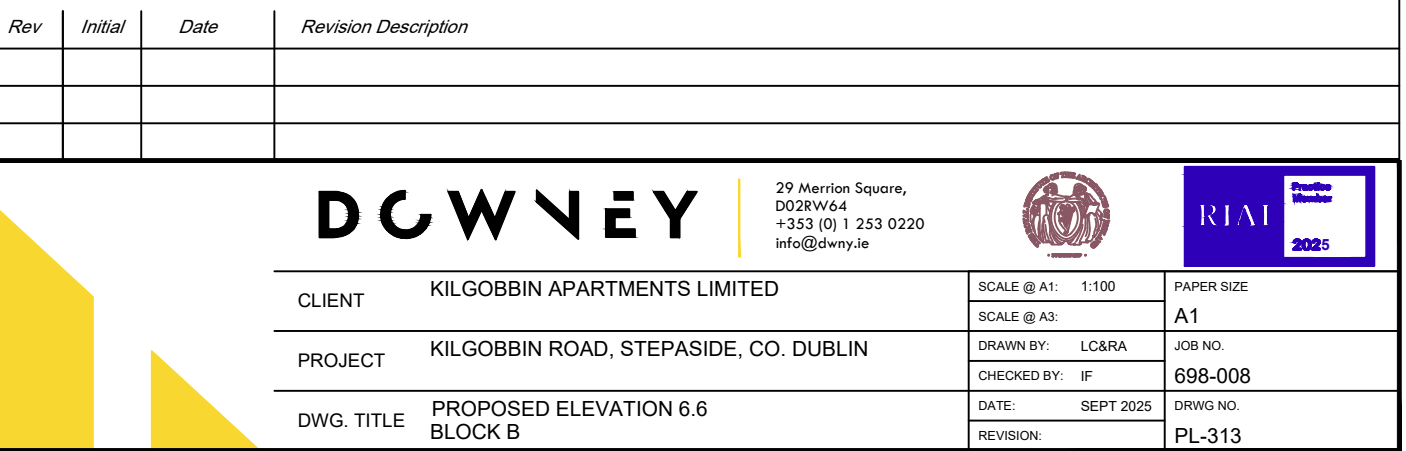 Rev Initial Date Revision Description
DOWNEY
29 Merrion Square,
D02RW64
+353 (0) 1 253 0220
info@dwny.ie
RIAI
Practice
Member
2025
CLIENT KILGOBBIN APARTMENTS LIMITED
SCALE @ A1: 1:100
SCALE @ A3:
PAPER SIZE
A1
PROJECT KILGOBBIN ROAD, STEPASIDE, CO. DUBLIN
DRAWN BY: LC&RA
CHECKED BY: IF
JOB NO.
698-008
DWG. TITLE PROPOSED ELEVATION 6.6
BLOCK B
DATE: SEPT 2025
REVISION:
DRWG NO.
PL-313